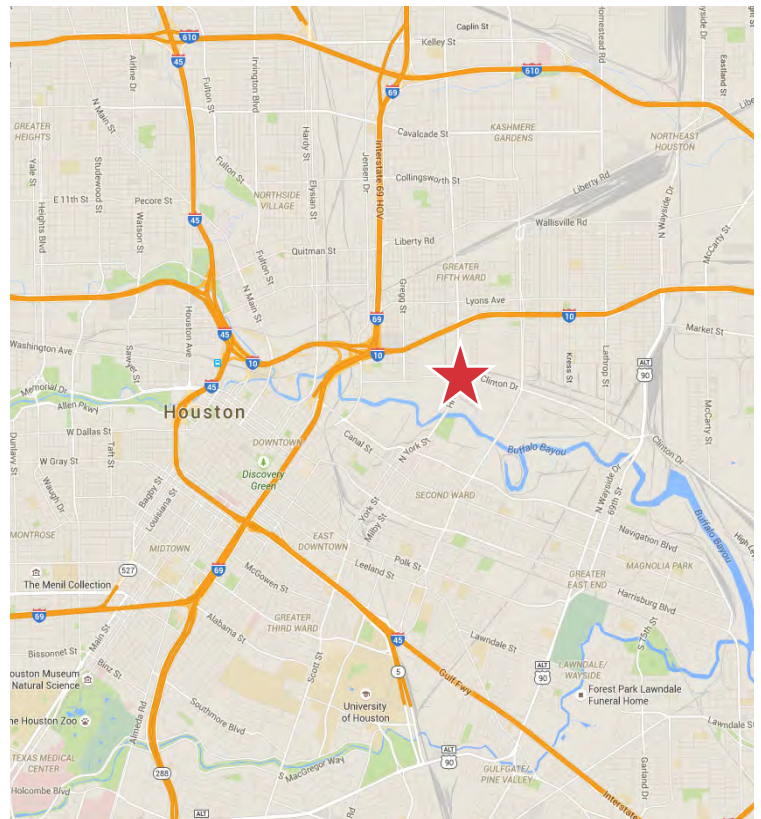 Caplin St
610
Kelley St
45
610
69
Homestead Rd
Eastland St
Airline Dr
Fulton St
Irvington Blvd
N Main St
GREATER
HEIGHTS
Cavalcade St
KASHMERE
GARDENS
NORTHEAST
HOUSTON
Hardy St
Jensen Dr
Interstate 69 HOV
Yale St
Studewood St
Fulton St
Collingsworth St
Liberty Rd
E 11th St
Pecore St
NORTHSIDE
VILLAGE
Elysian St
Heights Blvd
Watson St
45
Wallisville Rd
N Wayside Dr
McCarty St
Quitman St
Liberty Rd
Fulton St
N Main St
GREATER
FIFTH WARD
Gregg St
Lyons Ave
Houston Ave
69
10
Market St
45
Washington Ave
Sawyer St
10
10
Kress St
Lathrop St
ALT
90
Memorial Dr
45
Clinton Dr
Allen Pkwy
Houston
McCarty St
W Dallas St
Taft St
DOWNTOWN
Canal St
N York St
Buffalo Bayou
Clinton Dr
Dunlavy St
W Gray St
Discovery
Green
Waugh Dr
Bagby St
Louisiana St
SECOND WARD
N Wayside Dr
69th St
York St
Milby St
Buffalo Bayou
MONTROSE
MIDTOWN
EAST
DOWNTOWN
Polk St
Leeland St
Navigation Blvd
MAGNOLIA PARK
527
69
McGowen St
GREATER
EAST END
The Menil Collection
Harrisburg Blvd
69
Alabama St
GREATER
THIRD WARD
45
Lawndale St
S 75th St
Main St
Bissonnet St
Binz St
Scott St
5
Gulf Fwy
ALT
90
LAWNDALE/
WAYSIDE
ouston Museum
Natural Science
Forest Park Lawndale
Funeral Home
University
of Houston
Southmore Blvd
Almeda Rd
he Houston Zoo
Lawndale St
TEXAS MEDICAL
CENTER
288
S MacGregor Way
ALT
90
GULFGATE/
PINE VALLEY
Garland Dr
Holcombe Blvd
ALT
Rd
Interstate